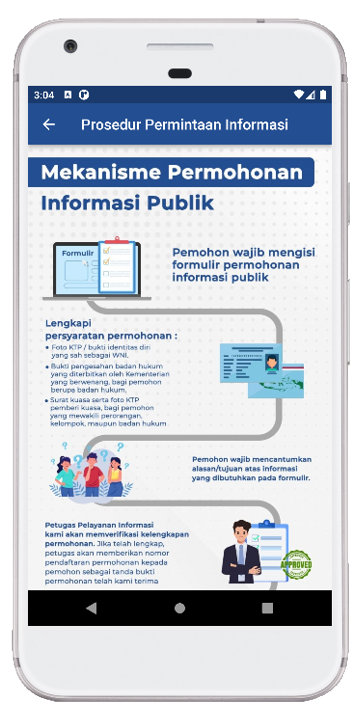 3:04
Prosedur Permintaan Informasi
Mekanisme Permohonan
Informasi Publik
Formulir
Pemohon wajib mengisi
formulir permohonan
informasi publik
Lengkapi
persyaratan permohonan :
• Foto KTP / bukti identitas diri
yang sah sebagai WNI.
• Bukti pengesahan badan hukum
yang diterbitkan oleh Kementerian
yang berwenang, bagi pemohon
berupa badan hukum,
• Surat kuasa serta foto KTP
pemberi kuasa, bagi pemohon
yang mewakili perorangan,
kelompok, maupun badan hukum
Pemohon wajib mencantumkan
alasan/tujuan atas informasi
yang dibutuhkan pada formulir.
Petugas Pelayanan Informasi
kami akan memverifikasi kelengkapan
permohonan. Jika telah lengkap,
petugas akan memberikan nomor
pendaftaran permohonan kepada
pemohon sebagai tanda bukti
permohonan telah kami terima
APPROVED